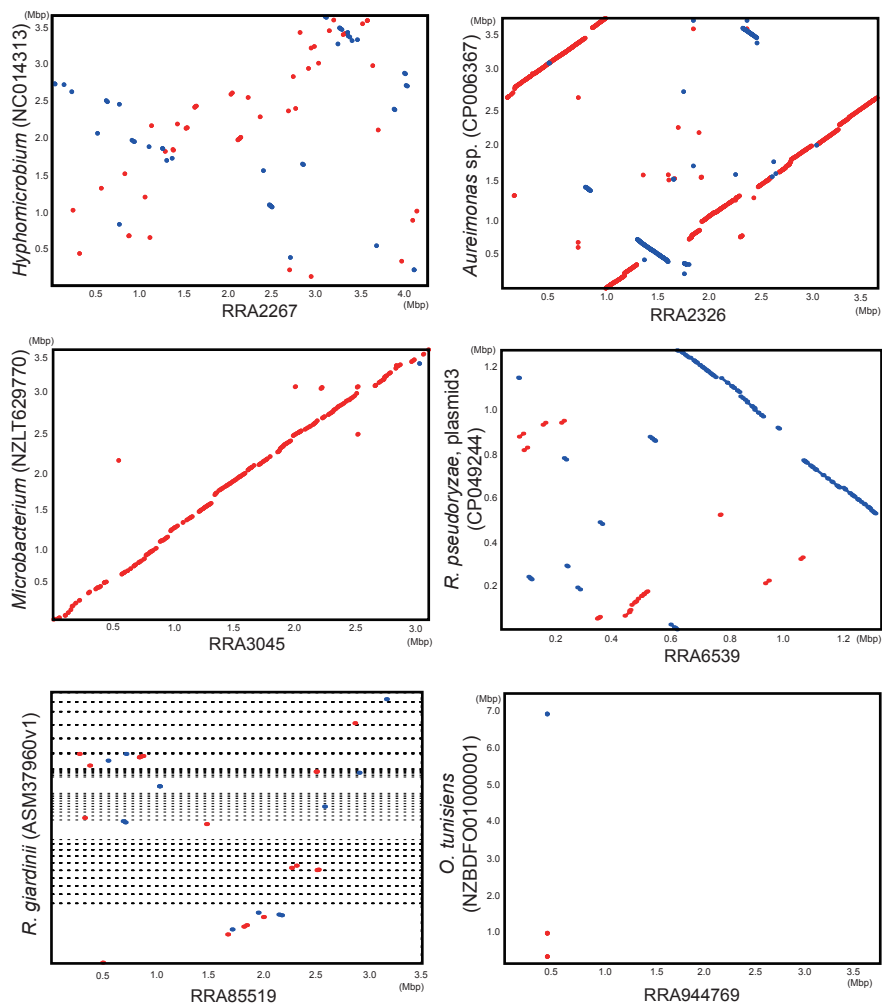 (Mbp)
Hyphomicrobium (NC014313)
3.5
3.0
2.5
2.0
1.5
1.0
0.5
0.5 1.0 1.5 2.0 2.5 3.0 3.5 4.0
(Mbp)
RRA2267
(Mbp)
Aureimonas sp. (CP006367)
3.5
3.0
2.5
2.0
1.5
1.0
0.5
0.5 1.0 1.5 2.0 2.5 3.0 3.5
(Mbp)
RRA2326
(Mbp)
Microbacterium (NZLT629770)
3.5
3.0
2.5
2.0
1.5
1.0
0.5
0.5 1.0 1.5 2.0 2.5 3.0
(Mbp)
RRA3045
(Mbp)
R. pseudoryzae, plasmid3
(CP049244)
1.2
1.0
0.8
0.6
0.4
0.2
0.2 0.4 0.6 0.8 1.0 1.2 (Mbp)
RRA6539
R. giardinii (ASM37960v1)
0.5 1.0 1.5 2.0 2.5 3.0 3.5
(Mbp)
RRA85519
(Mbp)
O. tunisiens
(NZBDFO01000001)
7.0
6.0
5.0
4.0
3.0
2.0
1.0
0.5 1.0 1.5 2.0 2.5 3.0 3.5
(Mbp)
RRA944769